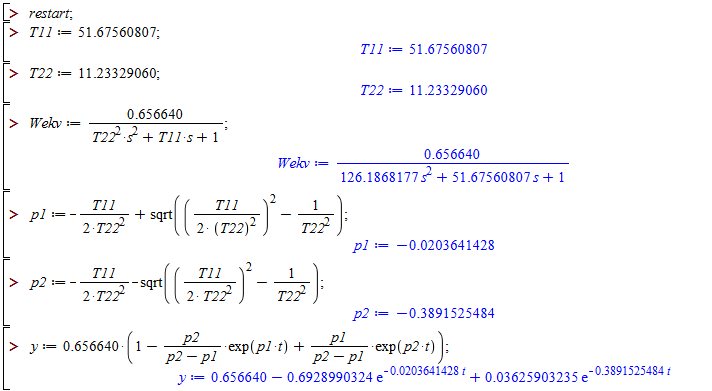 > restart;
> T11 := 51.67560807;
T11 := 51.67560807
> T22 := 11.23329060;
T22 := 11.23329060
> Wekv := 0.656640 / (T22^2·s^2 + T11·s + 1);
Wekv := 0.656640 / (126.1868177 s^2 + 51.67560807 s + 1)
> p1 := -T11/(2·T22^2) + sqrt((T11/(2·(T22)^2))^2 - 1/T22^2);
p1 := -0.0203641428
> p2 := -T11/(2·T22^2) - sqrt((T11/(2·T22^2))^2 - 1/T22^2);
p2 := -0.3891525484
> y := 0.656640·(1 - p2/(p2 - p1)·exp(p1·t) + p1/(p2 - p1)·exp(p2·t));
y := 0.656640 - 0.6928990324 e^(-0.0203641428 t) + 0.03625903235 e^(-0.3891525484 t)